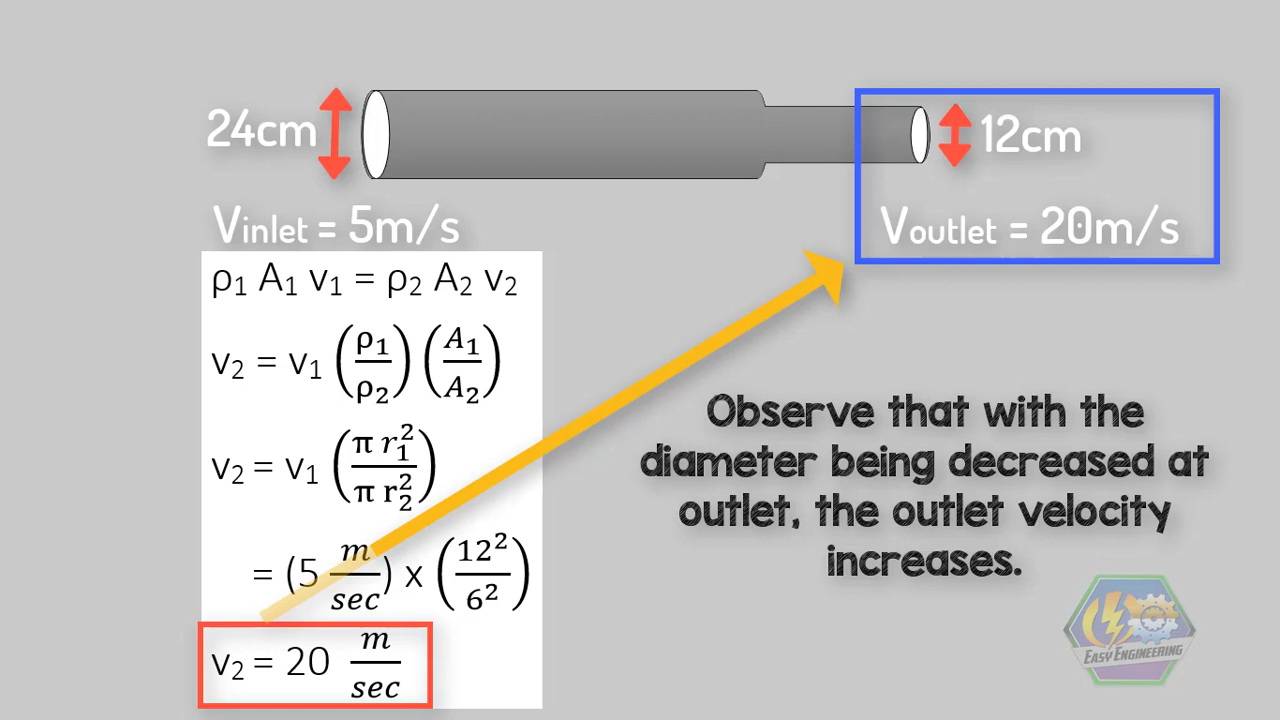 24cm
12cm
Vinlet = 5m/s
Voutlet = 20m/s
ρ₁ A₁ v₁ = ρ₂ A₂ v₂
v₂ = v₁ (ρ₁/ρ₂) (A₁/A₂)
v₂ = v₁ (π r₁²/π r₂²)
= (5 m/sec) x (12²/6²)
v₂ = 20 m/sec
Observe that with the
diameter being decreased at
outlet, the outlet velocity
increases.
EASY ENGINEERING